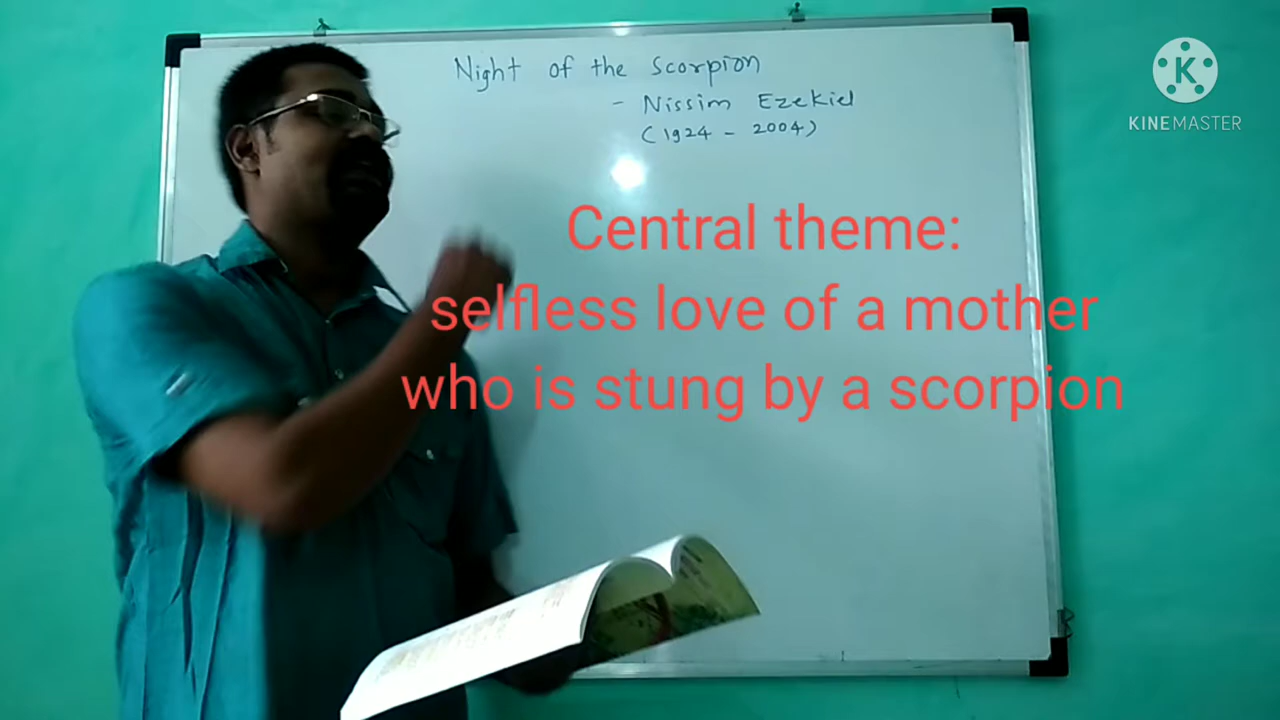 Night of the Scorpion
- Nissim Ezekiel
(1924 - 2004)
KINEMASTER
Central theme:
selfless love of a mother
who is stung by a scorpion